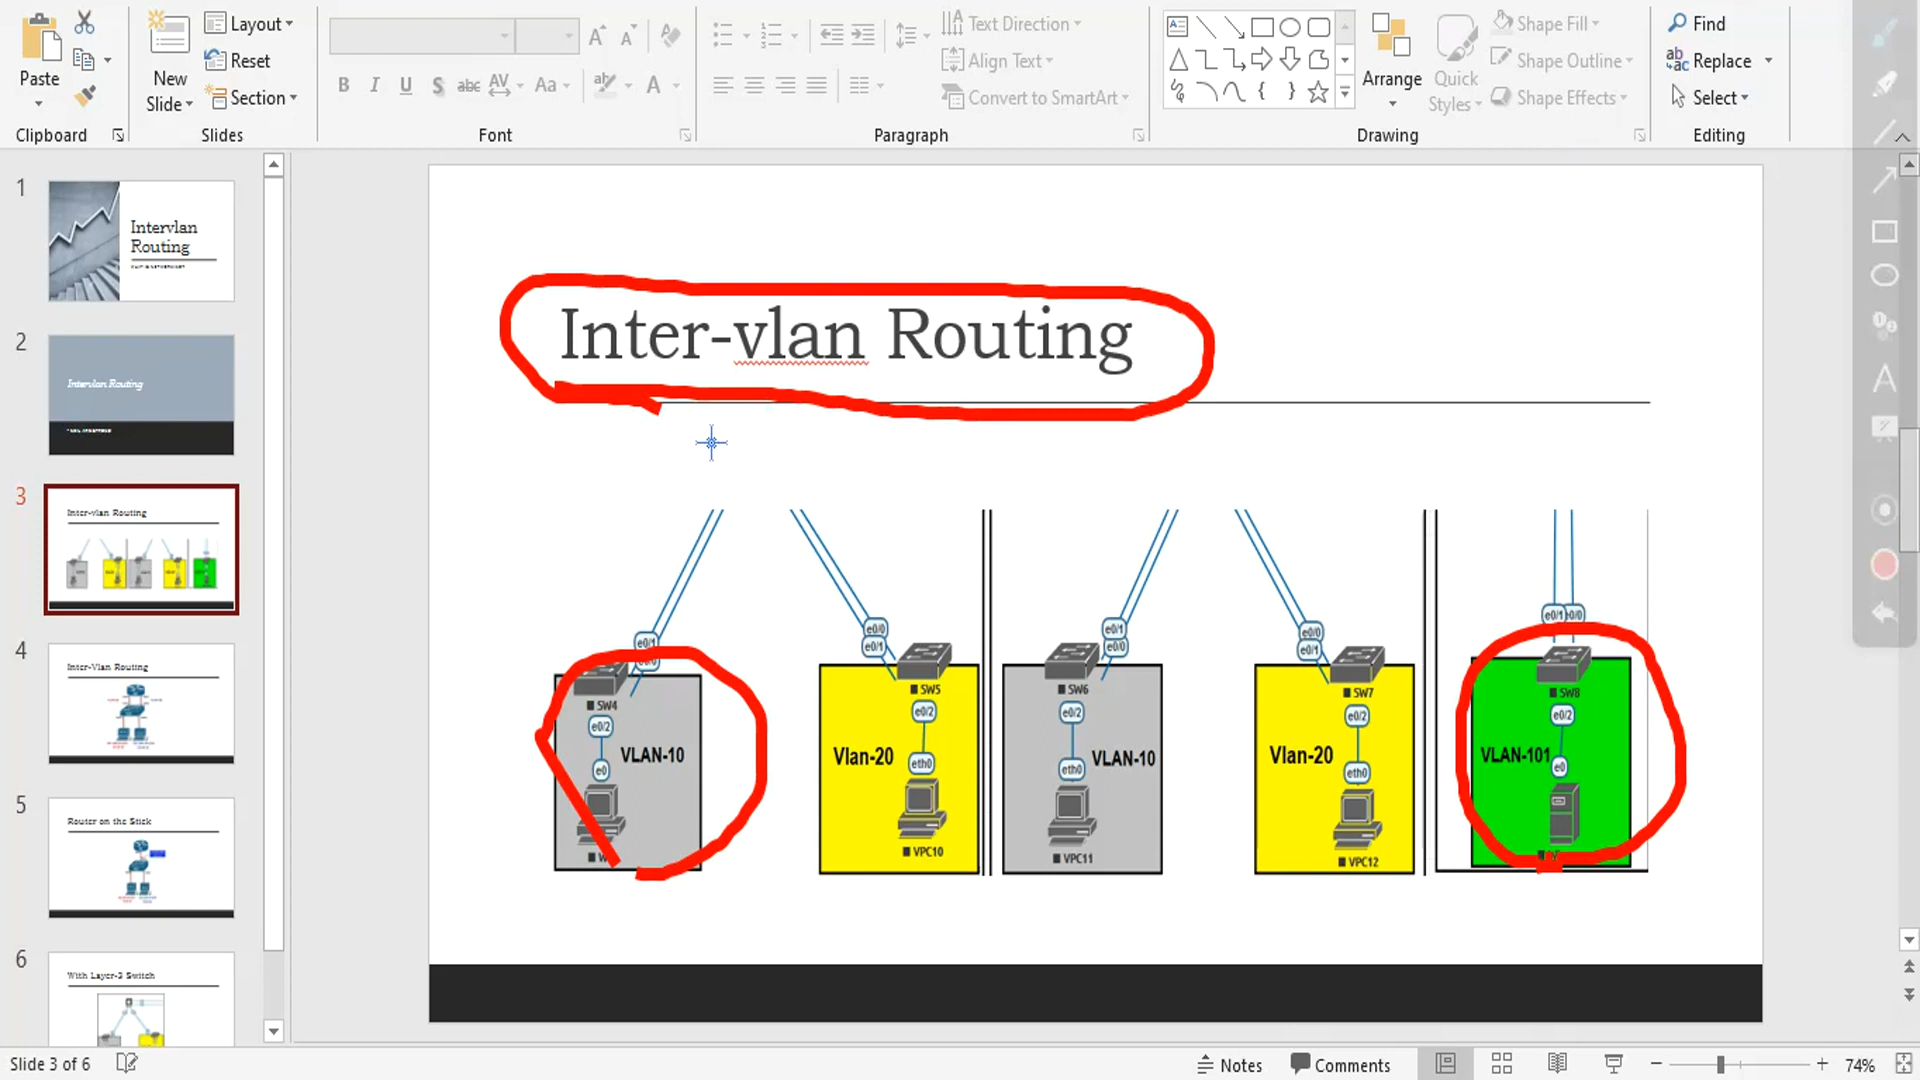 Paste
Clipboard
New
Slide
Layout
Reset
Section
Slides
B I U S abc AV Aa A
Font
Text Direction
Align Text
Convert to SmartArt
Paragraph
Arrange
Quick
Styles
Shape Fill
Shape Outline
Shape Effects
Drawing
Find
Replace
Select
Editing
1
Intervlan
Routing
2
Intervlan Routing
3
Inter-vlan Routing
4
Inter-Vlan Routing
5
Router on the Stick
6
With Layer-3 Switch
Inter-vlan Routing
e0/1
e0/0
SW4
e0/2
VLAN-10
e0
e0/0
e0/1
SW5
e0/2
Vlan-20
eth0
VPC10
e0/1
e0/0
SW6
e0/2
VLAN-10
eth0
VPC11
e0/0
e0/1
SW7
e0/2
Vlan-20
eth0
VPC12
e0/1 e0/0
SW8
e0/2
VLAN-101
e0
Slide 3 of 6
Notes
Comments
74%